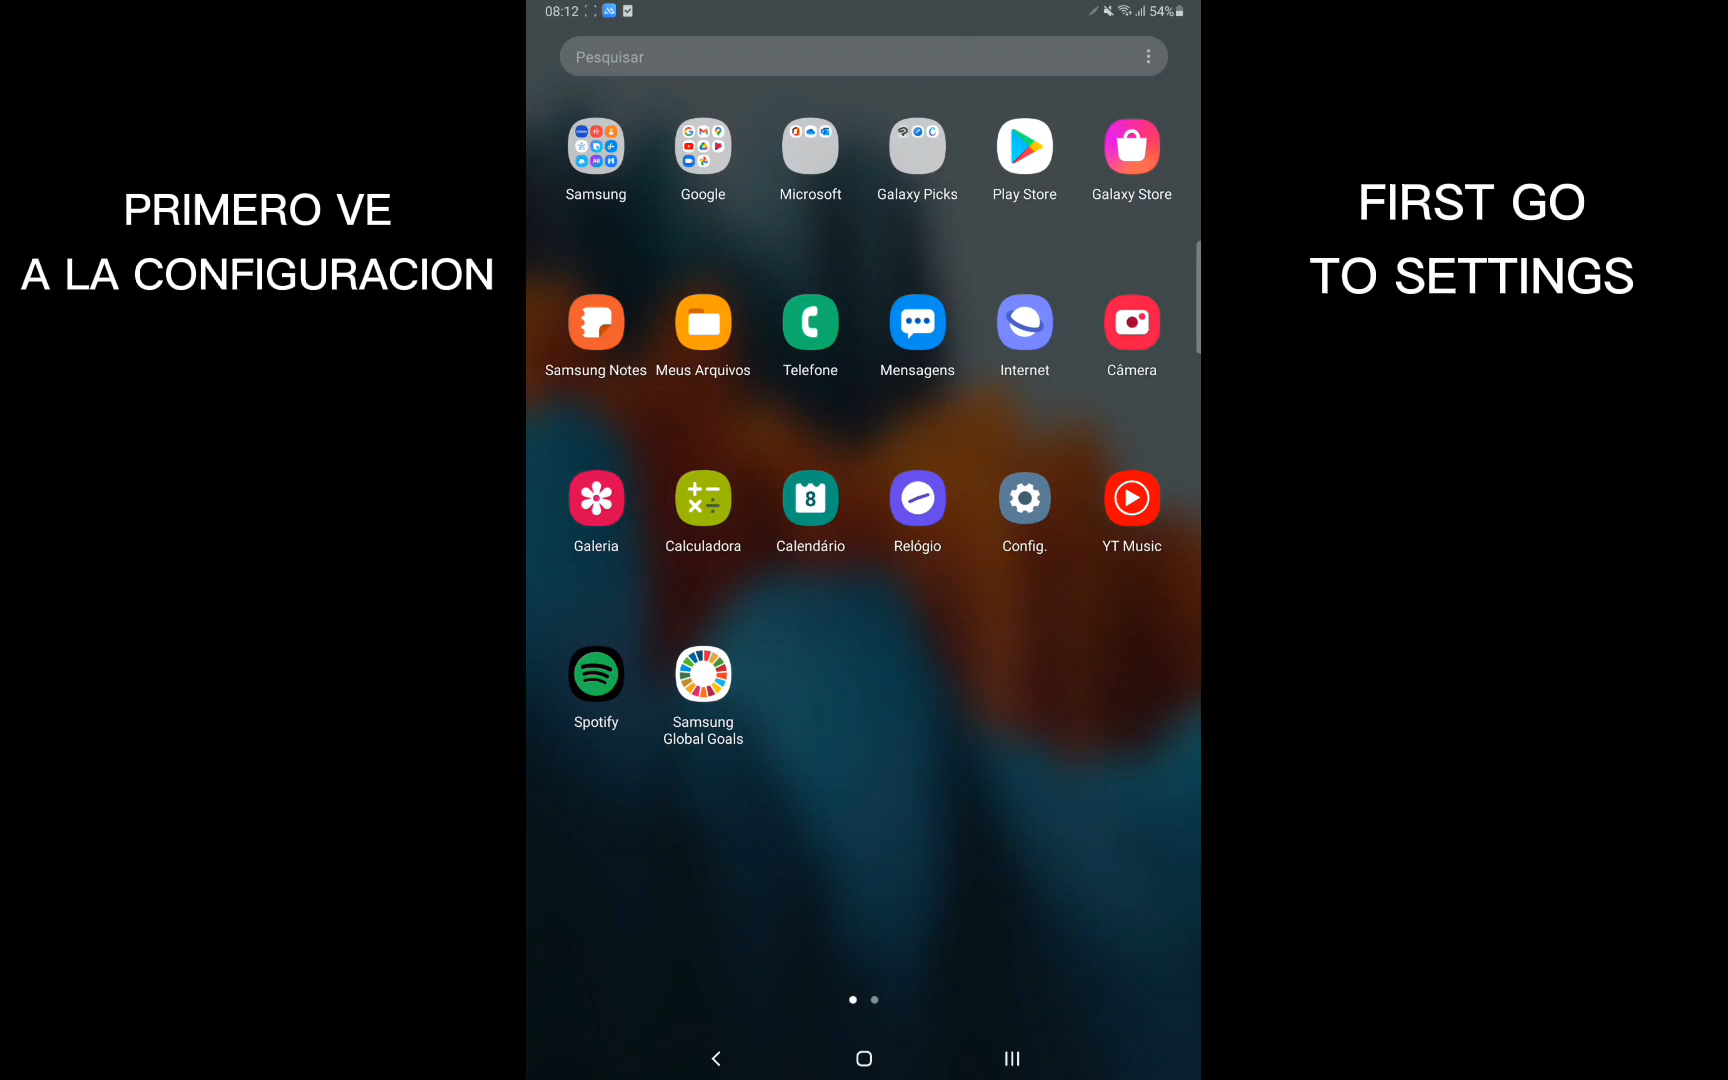 08:12
54%
Pesquisar
PRIMERO VE
A LA CONFIGURACION
FIRST GO
TO SETTINGS
Samsung
Google
Microsoft
Galaxy Picks
Play Store
Galaxy Store
Samsung Notes
Meus Arquivos
Telefone
Mensagens
Internet
Câmera
8
Galeria
Calculadora
Calendário
Relógio
Config.
YT Music
Spotify
Samsung
Global Goals